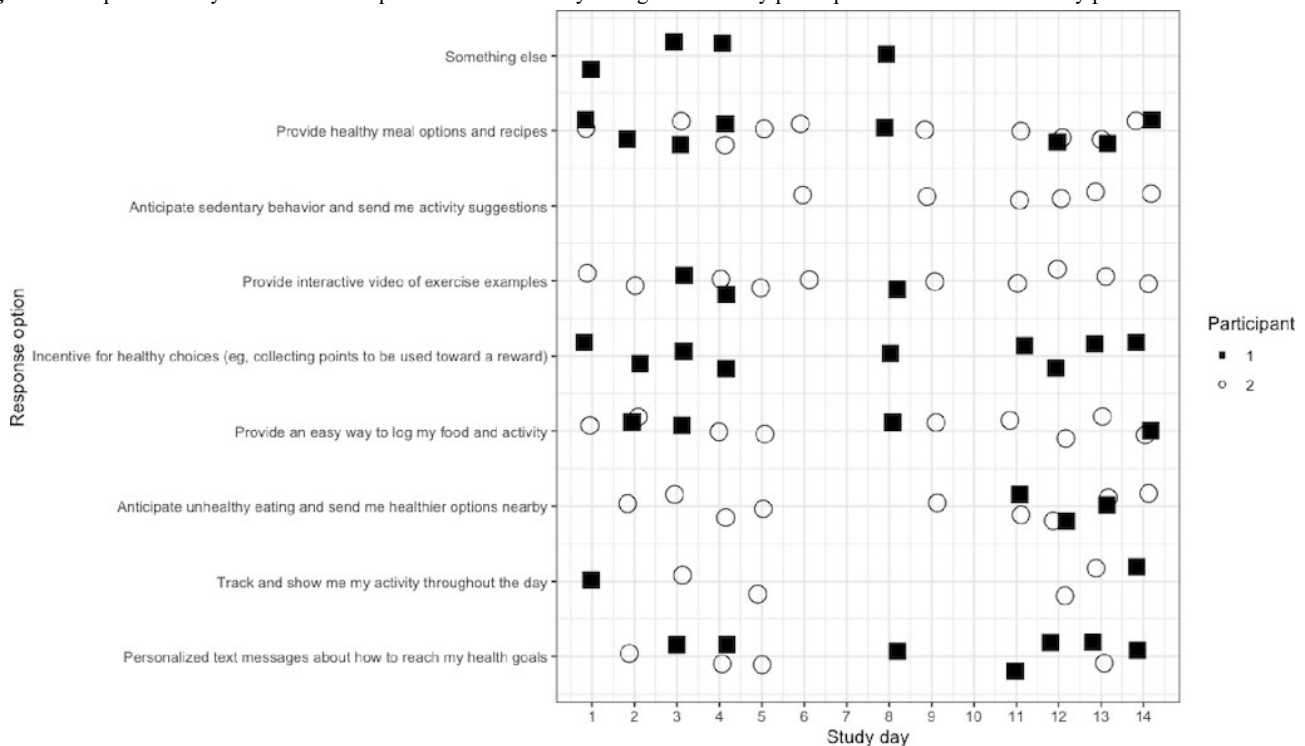 Something else
Provide healthy meal options and recipes
Anticipate sedentary behavior and send me activity suggestions
Provide interactive video of exercise examples
Incentive for healthy choices (eg, collecting points to be used toward a reward)
Provide an easy way to log my food and activity
Anticipate unhealthy eating and send me healthier options nearby
Track and show me my activity throughout the day
Personalized text messages about how to reach my health goals
Response option
1 2 3 4 5 6 7 8 9 10 11 12 13 14
Study day
Participant
1
2